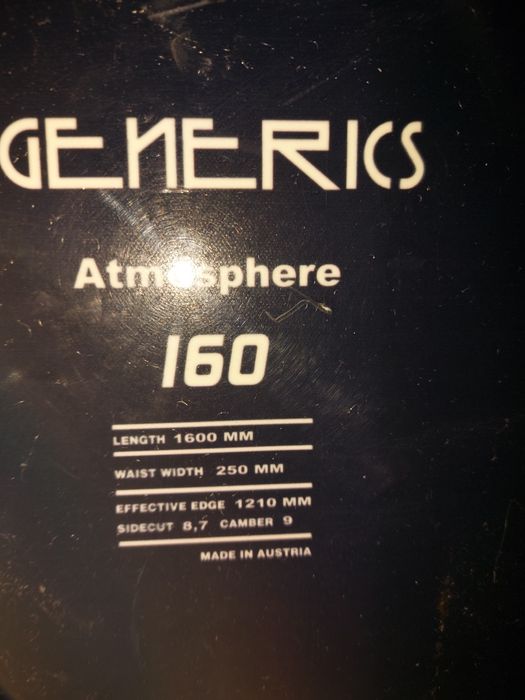 GENERICS
Atmosphere
160
LENGTH 1600 MM
WAIST WIDTH 250 MM
EFFECTIVE EDGE 1210 MM
SIDECUT 8,7 CAMBER 9
MADE IN AUSTRIA